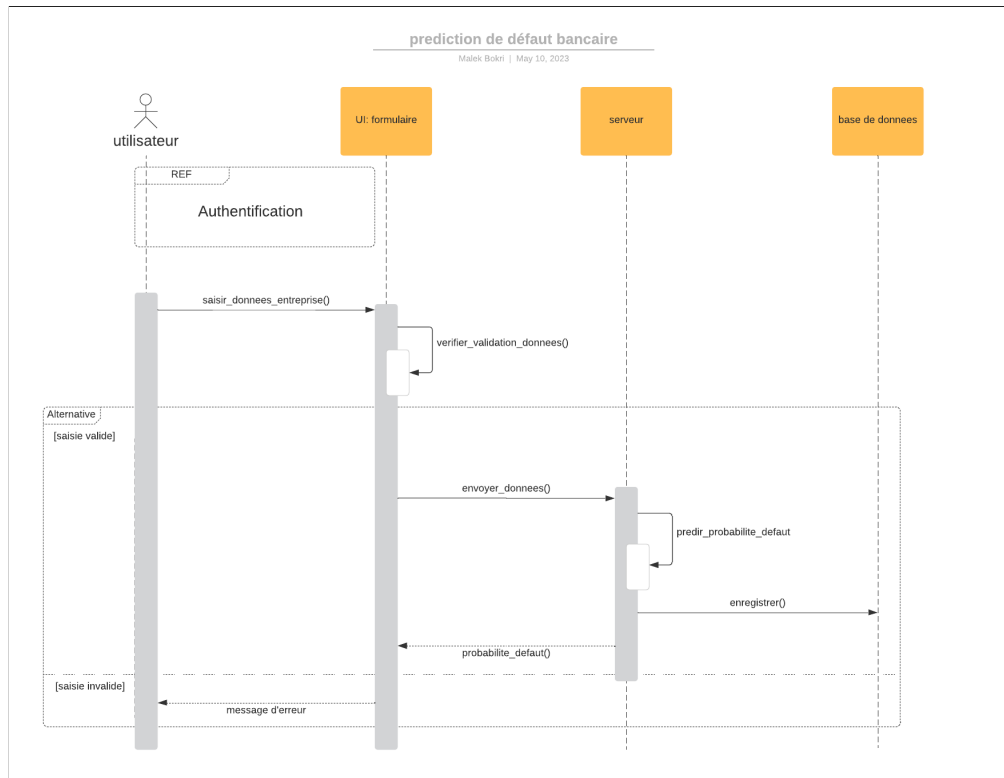 prediction de défaut bancaire
Malek Bokri | May 10, 2023
utilisateur
UI: formulaire
serveur
base de donnees
REF
Authentification
saisir_donnees_entreprise()
verifier_validation_donnees()
Alternative
[saisie valide]
envoyer_donnees()
predir_probabilite_defaut
enregistrer()
probabilite_defaut()
[saisie invalide]
message d'erreur